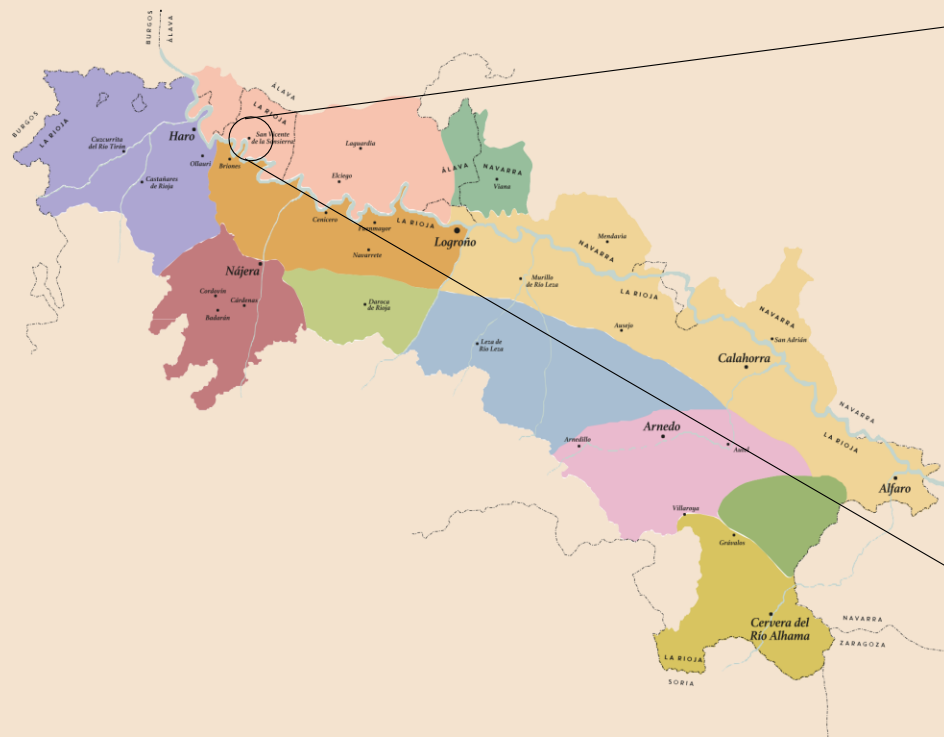 BURGOS
ÁLAVA
BURGOS
LA RIOJA
ÁLAVA
LA RIOJA
Haro
San Vicente
de la Sonsierra
Cuzcurrita
del Río Tirón
Ollauri
Briones
Castañares
de Rioja
Laguardia
Elciego
ÁLAVA
NAVARRA
Viana
Cenicero
Fuenmayor
LA RIOJA
Logroño
Navarrete
Mendavia
NAVARRA
Nájera
Murillo
de Río Leza
LA RIOJA
Cordovín
Cárdenas
Badarán
Daroca
de Rioja
NAVARRA
Ausejo
San Adrián
Leza de
Río Leza
Calahorra
NAVARRA
LA RIOJA
Arnedo
Arnedillo
Autol
Alfaro
Villarroya
Grávalos
Cervera del
Río Alhama
NAVARRA
ZARAGOZA
LA RIOJA
SORIA